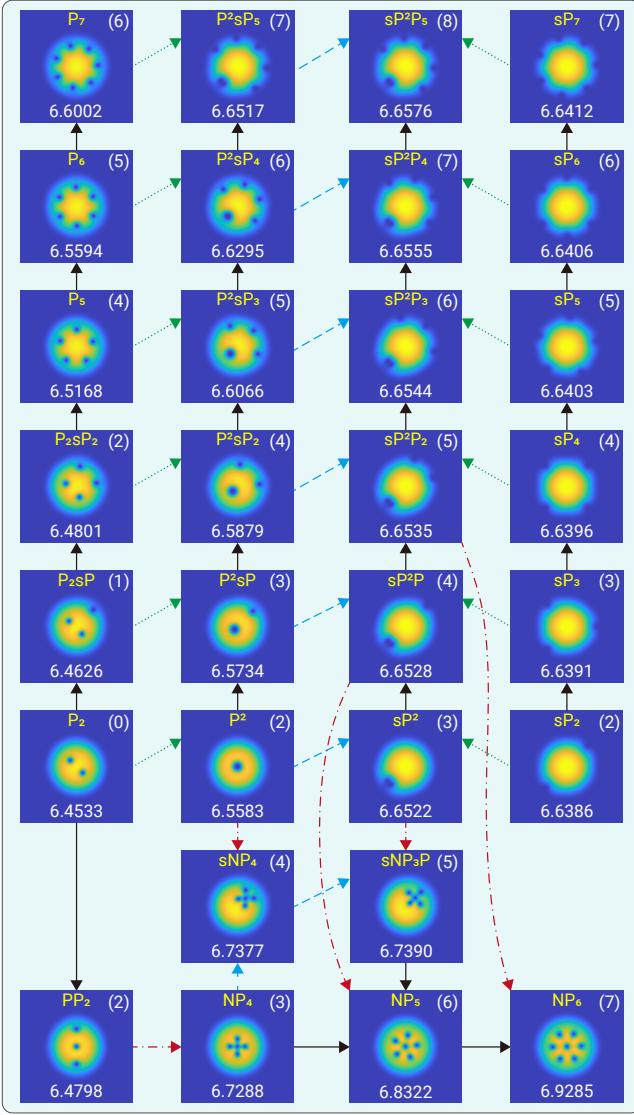 P₇ (6) P²sP₅ (7) sP²P₅ (8) sP₇ (7)
6.6002 6.6517 6.6576 6.6412
P₆ (5) P²sP₄ (6) sP²P₄ (7) sP₆ (6)
6.5594 6.6295 6.6555 6.6406
P₅ (4) P²sP₃ (5) sP²P₃ (6) sP₅ (5)
6.5168 6.6066 6.6544 6.6403
P₂sP₂ (2) P²sP₂ (4) sP²P₂ (5) sP₄ (4)
6.4801 6.5879 6.6535 6.6396
P₂sP (1) P²sP (3) sP²P (4) sP₃ (3)
6.4626 6.5734 6.6528 6.6391
P₂ (0) P² (2) sP² (3) sP₂ (2)
6.4533 6.5583 6.6522 6.6386
sNP₄ (4) sNP₃P (5)
6.7377 6.7390
PP₂ (2) NP₄ (3) NP₅ (6) NP₆ (7)
6.4798 6.7288 6.8322 6.9285